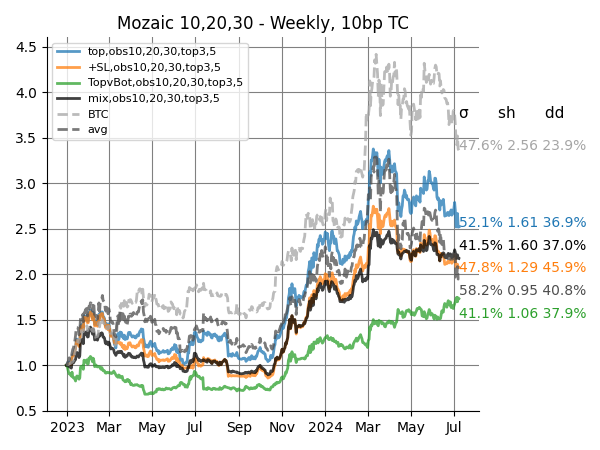 Mozaic 10,20,30 - Weekly, 10bp TC
top,obs10,20,30,top3,5
+SL,obs10,20,30,top3,5
TopvBot,obs10,20,30,top3,5
mix,obs10,20,30,top3,5
BTC
avg
4.5
4.0
3.5
3.0
2.5
2.0
1.5
1.0
0.5
σ sh dd
47.6% 2.56 23.9%
52.1% 1.61 36.9%
41.5% 1.60 37.0%
47.8% 1.29 45.9%
58.2% 0.95 40.8%
41.1% 1.06 37.9%
2023 Mar May Jul Sep Nov 2024 Mar May Jul